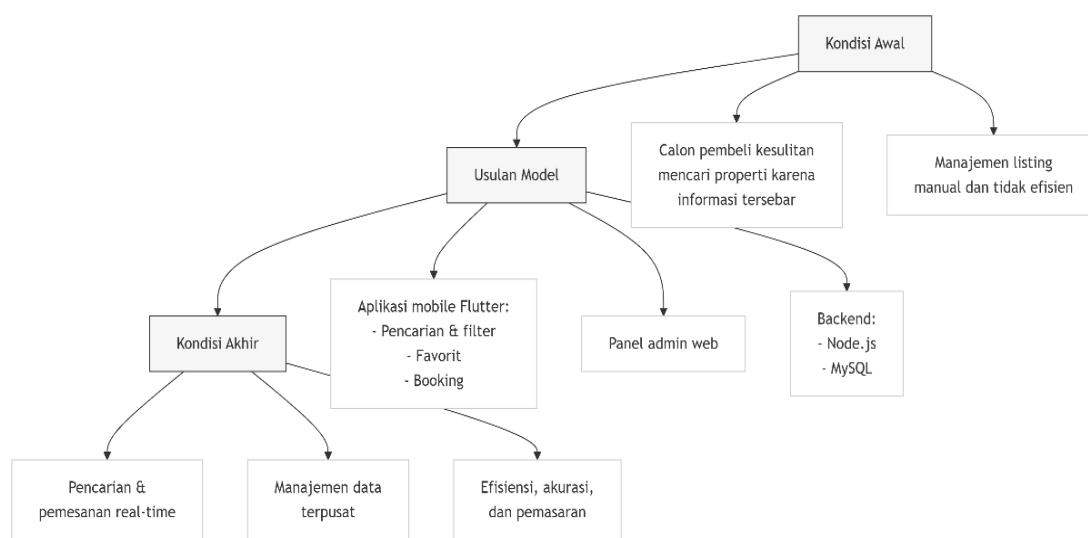 Kondisi Awal
Calon pembeli kesulitan
mencari properti karena
informasi tersebar
Manajemen listing
manual dan tidak efisien
Usulan Model
Aplikasi mobile Flutter:
- Pencarian & filter
- Favorit
- Booking
Panel admin web
Backend:
- Node.js
- MySQL
Kondisi Akhir
Pencarian &
pemesanan real-time
Manajemen data
terpusat
Efisiensi, akurasi,
dan pemasaran